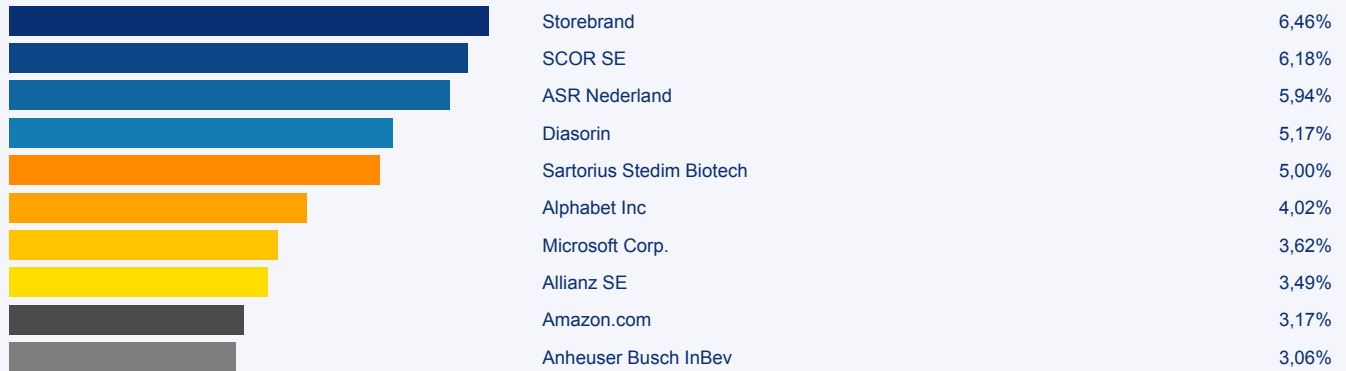 Storebrand 6,46%
SCOR SE 6,18%
ASR Nederland 5,94%
Diasorin 5,17%
Sartorius Stedim Biotech 5,00%
Alphabet Inc 4,02%
Microsoft Corp. 3,62%
Allianz SE 3,49%
Amazon.com 3,17%
Anheuser Busch InBev 3,06%